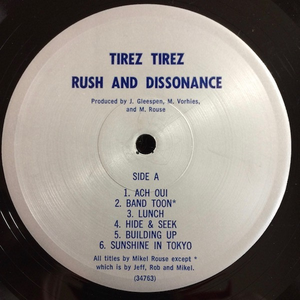 TIREZ TIREZ
RUSH AND DISSONANCE
Produced by J. Gleespen, M. Vorhies,
and M. Rouse
SIDE A
1. ACH OUI
2. BAND TOON*
3. LUNCH
4. HIDE & SEEK
5. BUILDING UP
6. SUNSHINE IN TOKYO
All titles by Mikel Rouse except *
which is by Jeff, Rob and Mikel.
(34763)